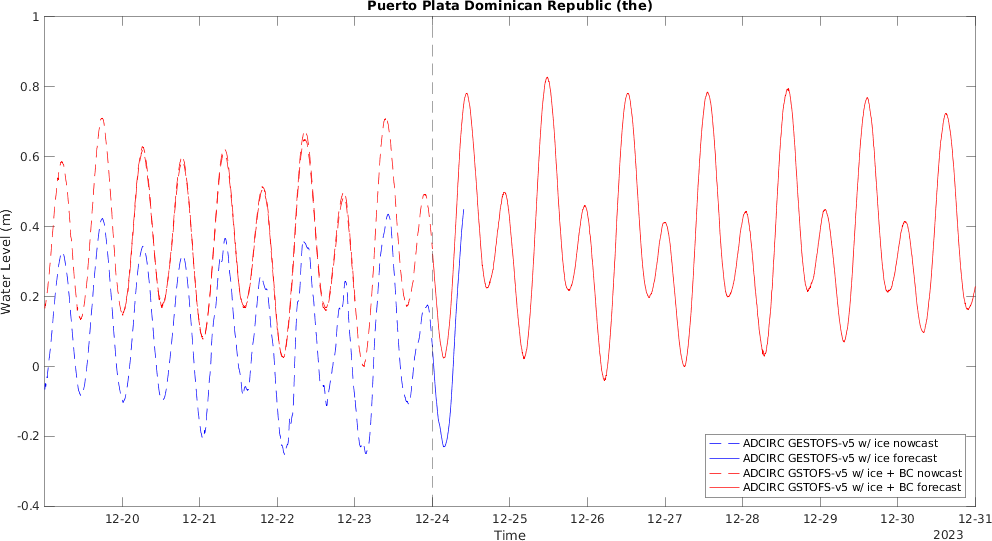 Puerto Plata Dominican Republic (the)
1
0.8
0.6
0.4
0.2
0
-0.2
-0.4
Water Level (m)
12-20 12-21 12-22 12-23 12-24 12-25 12-26 12-27 12-28 12-29 12-30 12-31
Time
2023
ADCIRC GESTOFS-v5 w/ ice nowcast
ADCIRC GESTOFS-v5 w/ ice forecast
ADCIRC GSTOFS-v5 w/ ice + BC nowcast
ADCIRC GSTOFS-v5 w/ ice + BC forecast